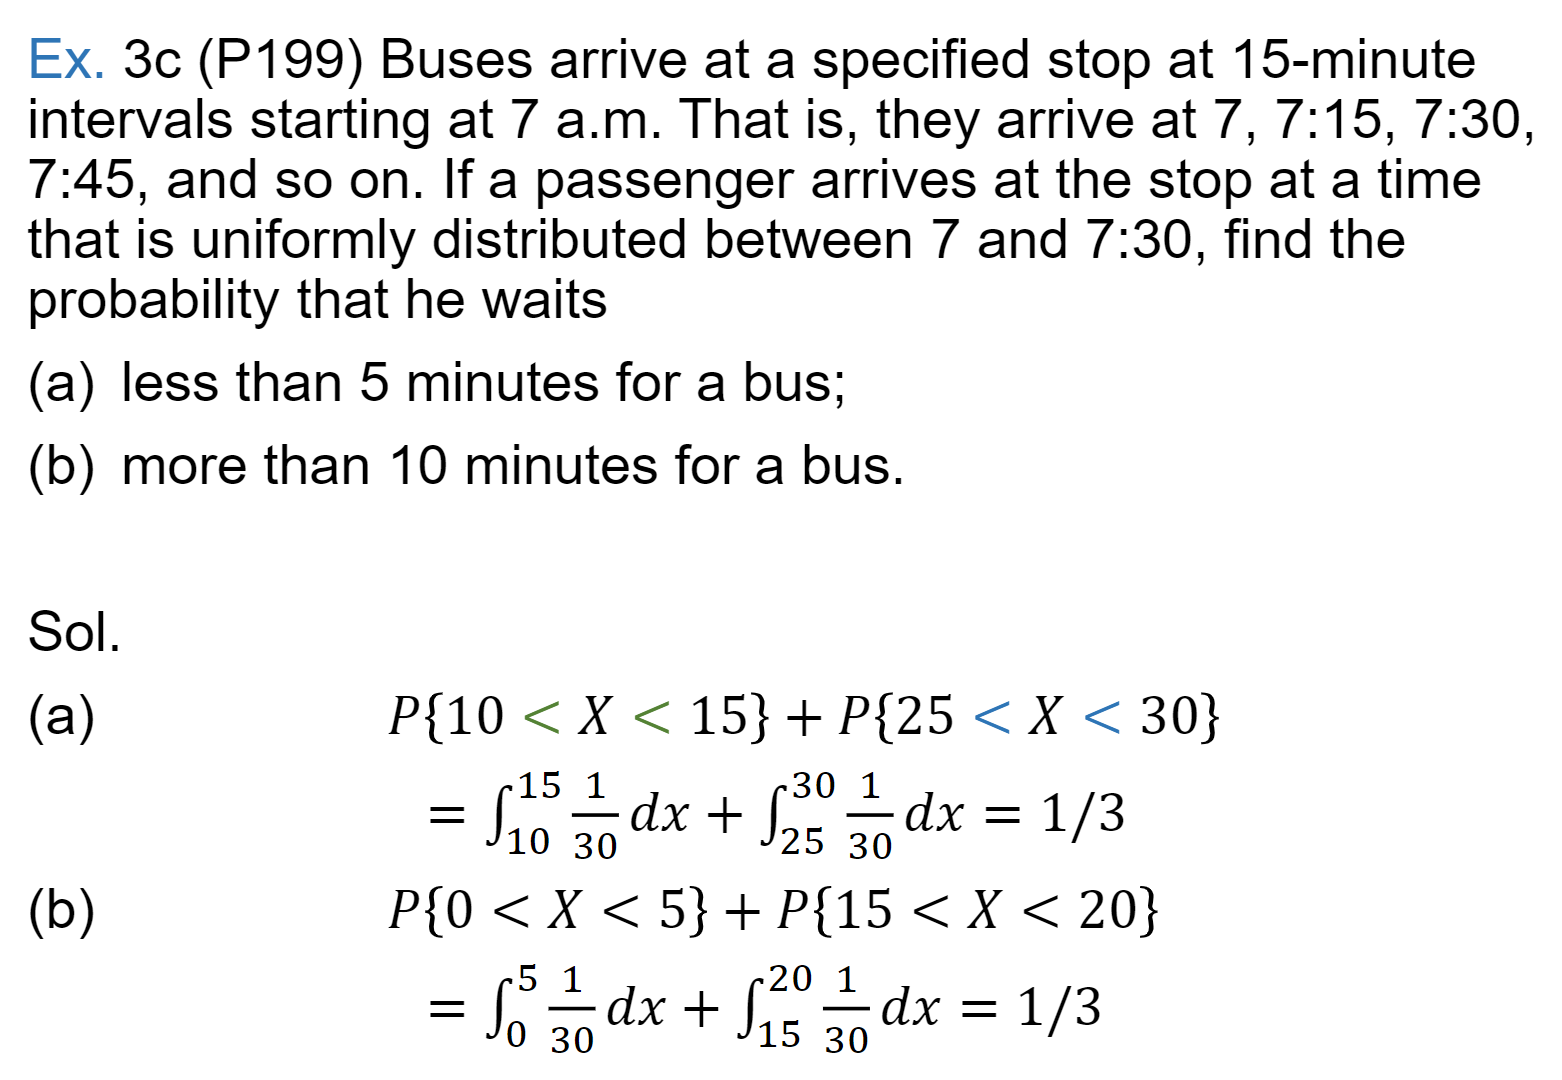 Ex. 3c (P199) Buses arrive at a specified stop at 15-minute
intervals starting at 7 a.m. That is, they arrive at 7, 7:15, 7:30,
7:45, and so on. If a passenger arrives at the stop at a time
that is uniformly distributed between 7 and 7:30, find the
probability that he waits
(a) less than 5 minutes for a bus;
(b) more than 10 minutes for a bus.
Sol.
(a) P{10 < X < 15} + P{25 < X < 30}
= ∫_{10}^{15} \frac{1}{30} dx + ∫_{25}^{30} \frac{1}{30} dx = 1/3
(b) P{0 < X < 5} + P{15 < X < 20}
= ∫_{0}^{5} \frac{1}{30} dx + ∫_{15}^{20} \frac{1}{30} dx = 1/3